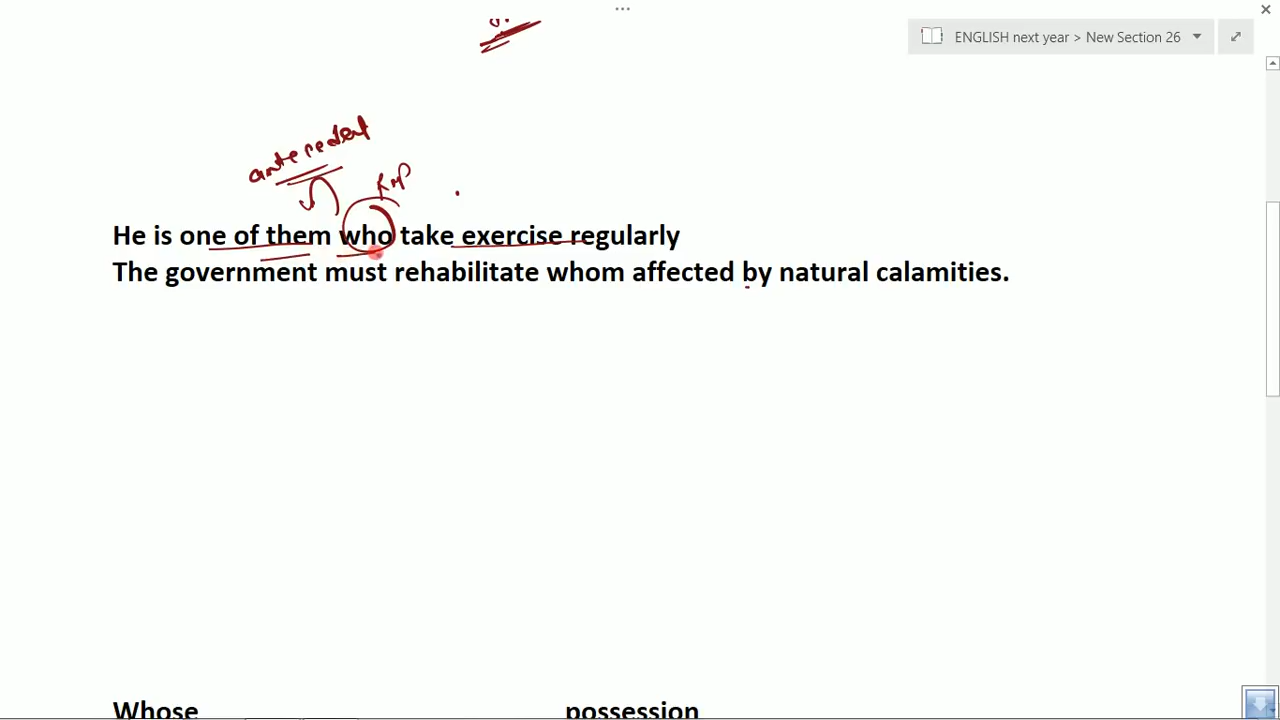 ENGLISH next year > New Section 26
antecedent
He is one of them who take exercise regularly
The government must rehabilitate whom affected by natural calamities.
Whose possession